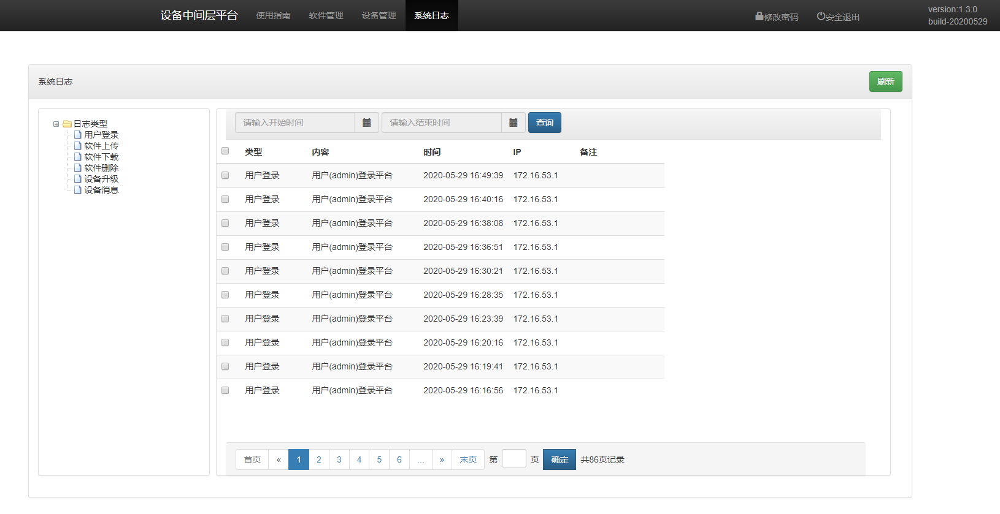 设备中间层平台 使用指南 软件管理 设备管理 系统日志 修改密码 安全退出 version:1.3.0
build-20200529
系统日志 刷新
日志类型
用户登录
软件上传
软件下载
软件删除
设备升级
设备消息
请输入开始时间 请输入结束时间 查询
类型 内容 时间 IP 备注
用户登录 用户(admin)登录平台 2020-05-29 16:49:39 172.16.53.1
用户登录 用户(admin)登录平台 2020-05-29 16:40:16 172.16.53.1
用户登录 用户(admin)登录平台 2020-05-29 16:38:08 172.16.53.1
用户登录 用户(admin)登录平台 2020-05-29 16:36:51 172.16.53.1
用户登录 用户(admin)登录平台 2020-05-29 16:30:21 172.16.53.1
用户登录 用户(admin)登录平台 2020-05-29 16:28:35 172.16.53.1
用户登录 用户(admin)登录平台 2020-05-29 16:23:39 172.16.53.1
用户登录 用户(admin)登录平台 2020-05-29 16:20:16 172.16.53.1
用户登录 用户(admin)登录平台 2020-05-29 16:19:41 172.16.53.1
用户登录 用户(admin)登录平台 2020-05-29 16:16:56 172.16.53.1
首页 « 1 2 3 4 5 6 ... » 末页 第 页 确定 共86页记录